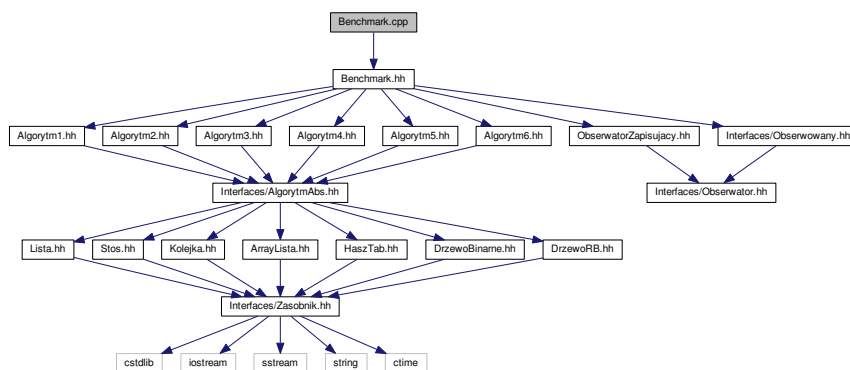 Benchmark.cpp
Benchmark.hh
Algorytm1.hh Algorytm2.hh Algorytm3.hh Algorytm4.hh Algorytm5.hh Algorytm6.hh ObserwatorZapisujacy.hh Interfaces/Obserwowany.hh
Interfaces/AlgorytmAbs.hh Interfaces/Obserwator.hh
Lista.hh Stos.hh Kolejka.hh ArrayLista.hh HaszTab.hh DrzewoBinarne.hh DrzewoRB.hh
Interfaces/Zasobnik.hh
cstdlib iostream sstream string ctime